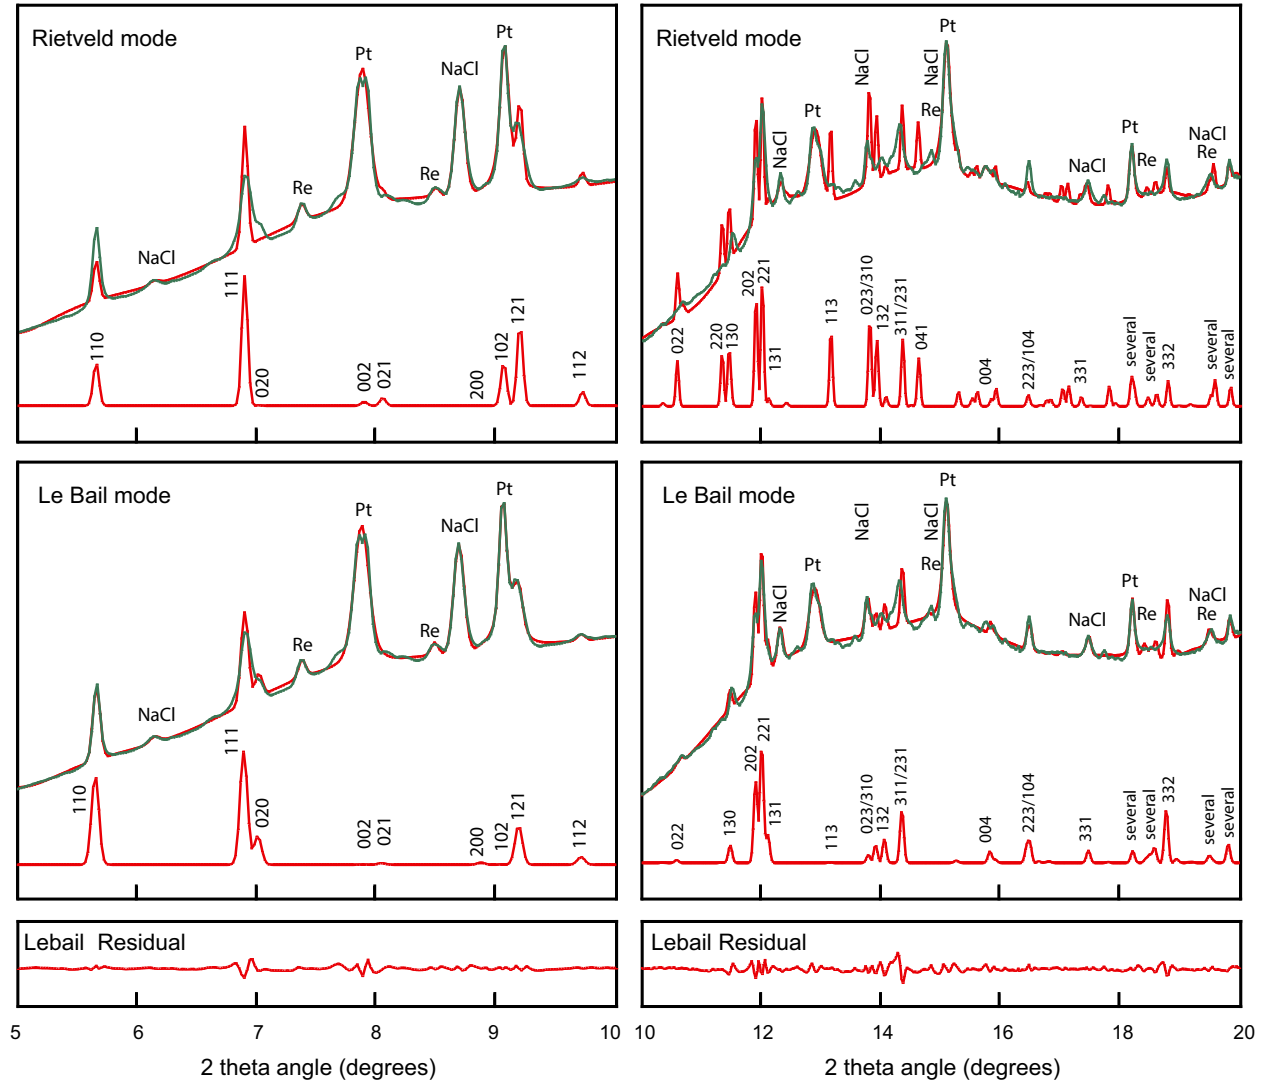 Rietveld mode
Pt
Pt
NaCl
Re
Re
NaCl
110
111
020
002
021
200
102
121
112
Rietveld mode
Pt
NaCl
NaCl
Re
Pt
NaCl
Pt
Re
NaCl
NaCl
Re
022
220
130
202
221
131
113
023/310
132
311/231
041
004
223/104
331
several
several
332
several
several
Le Bail mode
Pt
Pt
NaCl
Re
Re
NaCl
110
111
020
002
021
200
102
121
112
Le Bail mode
Pt
NaCl
NaCl
Re
Pt
NaCl
Pt
Re
NaCl
NaCl
Re
022
130
202
221
131
113
023/310
132
311/231
004
223/104
331
several
several
332
several
several
Lebail Residual
5 6 7 8 9 10
2 theta angle (degrees)
Lebail Residual
10 12 14 16 18 20
2 theta angle (degrees)